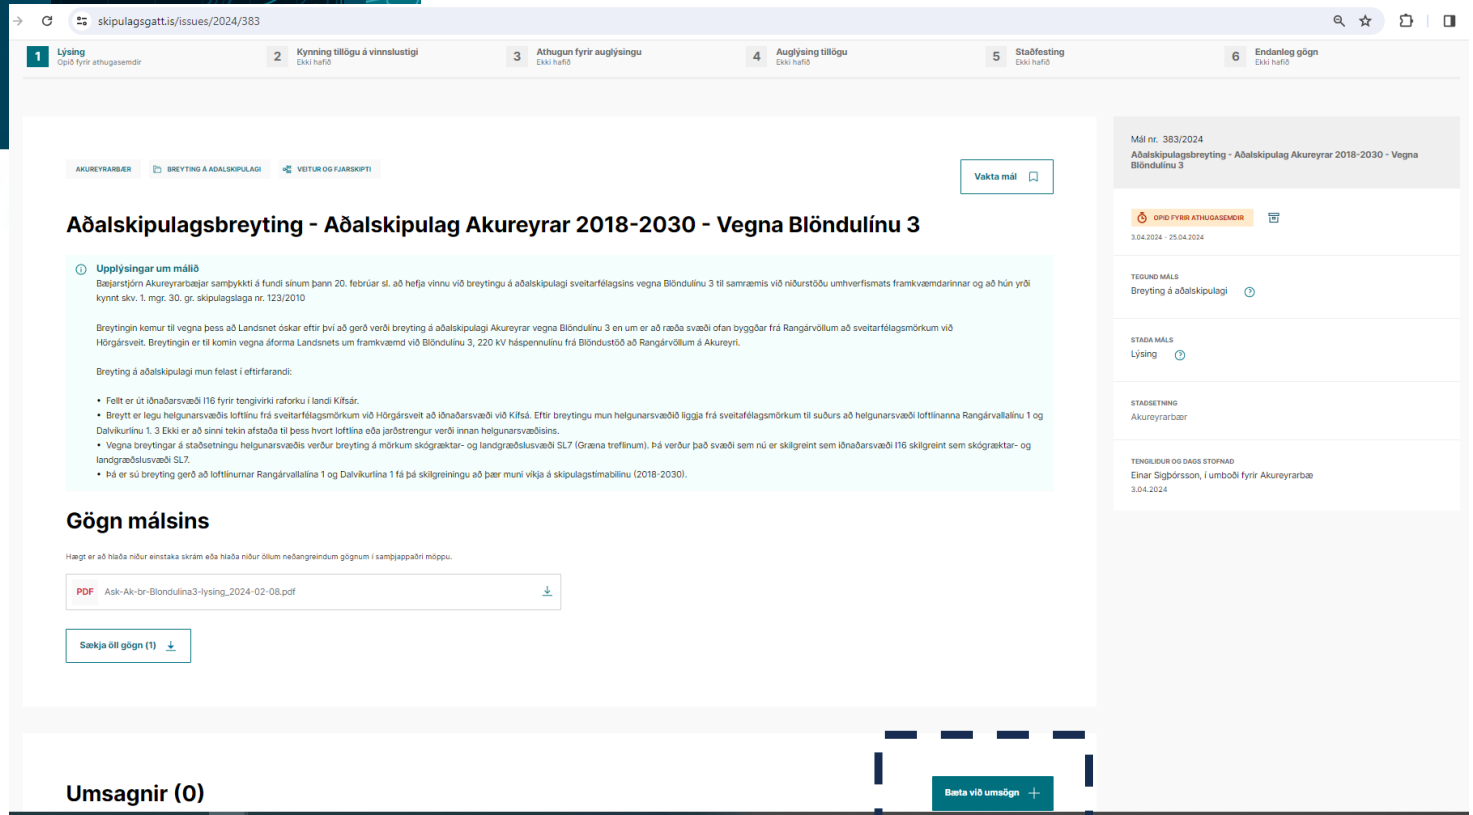 skipulagsgatt.is/issues/2024/383
1 Lýsing
Opið fyrir athugasemdir
2 Kynning tillögu á vinnslustigi
Ekki hafið
3 Athugun fyrir auglýsingu
Ekki hafið
4 Auglýsing tillögu
Ekki hafið
5 Staðfesting
Ekki hafið
6 Endanleg gögn
Ekki hafið
AKUREYRARBÆR BREYTING Á AÐALSKIPULAGI VEITUR OG FJARSKIPTI
Vakta mál
Aðalskipulagsbreyting - Aðalskipulag Akureyrar 2018-2030 - Vegna Blöndulínu 3
Upplýsingar um málið
Bæjarstjórn Akureyrarbæjar samþykkti á fundi sínum þann 20. febrúar sl. að hefja vinnu við breytingu á aðalskipulagi sveitarfélagsins vegna Blöndulínu 3 til samræmis við niðurstöðu umhverfismats framkvæmdarinnar og að hún yrði
kynnt skv. 1. mgr. 30. gr. skipulagslaga nr. 123/2010
Breytingin kemur til vegna þess að Landsnet óskar eftir því að gerð verði breyting á aðalskipulagi Akureyrar vegna Blöndulínu 3 en um er að ræða svæði ofan byggðar frá Rangárvöllum að sveitarfélagsmörkum við
Hörgársveit. Breytingin er til komin vegna áforma Landsnets um framkvæmd við Blöndulínu 3, 220 kV háspennulínu frá Blöndustöð að Rangárvöllum á Akureyri.
Breyting á aðalskipulagi mun felast í eftirfarandi:
• Fellt er út iðnaðarsvæði I16 fyrir tengivirki raforku í landi Kífsár.
• Breytt er legu helgunarsvæðis loftlínu frá sveitarfélagsmörkum við Hörgársveit að iðnaðarsvæði við Kífsá. Eftir breytingu mun helgunarsvæðið liggja frá sveitafélagsmörkum til suðurs að helgunarsvæði loftlínanna Rangárvallalínu 1 og
Dalvíkurlínu 1. 3 Ekki er að sinni tekin afstaða til þess hvort loftlína eða jarðstrengur verði innan helgunarsvæðisins.
• Vegna breytingar á staðsetningu helgunarsvæðis verður breyting á mörkum skógræktar- og landgræðslusvæði SL7 (Græna treflinum). Þá verður það svæði sem nú er skilgreint sem iðnaðarsvæði I16 skilgreint sem skógræktar- og
landgræðslusvæði SL7.
• Þá er sú breyting gerð að loftlínurnar Rangárvallalína 1 og Dalvíkurlína 1 fá þá skilgreiningu að þær muni víkja á skipulagstímabilinu (2018-2030).
Gögn málsins
Hægt er að hlaða niður einstaka skrám eða hlaða niður öllum neðangreindum gögnum í samþjappaðri möppu.
PDF Ask-Ak-br-Blondulina3-lysing_2024-02-08.pdf
Sækja öll gögn (1)
Umsagnir (0)
Bæta við umsögn
Mál nr. 383/2024
Aðalskipulagsbreyting - Aðalskipulag Akureyrar 2018-2030 - Vegna
Blöndulínu 3
OPIÐ FYRIR ATHUGASEMDIR
3.04.2024 - 25.04.2024
TEGUND MÁLS
Breyting á aðalskipulagi
STAÐA MÁLS
Lýsing
STAÐSETNING
Akureyrarbær
TENGILIÐUR OG DAGS STOFNAÐ
Einar Sigþórsson, í umboði fyrir Akureyrarbæ
3.04.2024